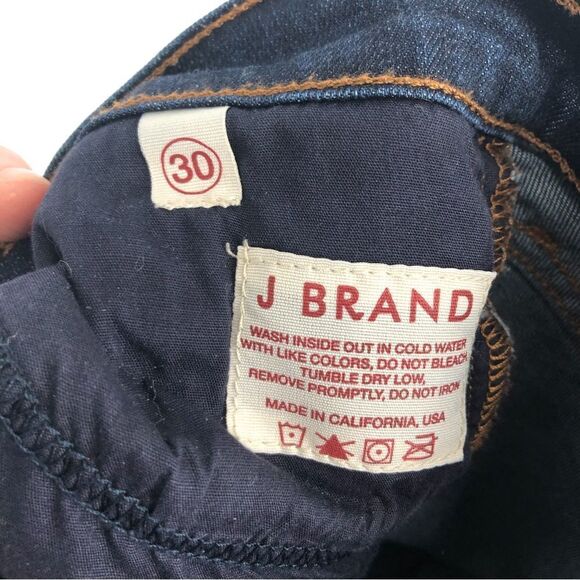 30
J BRAND
WASH INSIDE OUT IN COLD WATER
WITH LIKE COLORS, DO NOT BLEACH
TUMBLE DRY LOW,
REMOVE PROMPTLY, DO NOT IRON
MADE IN CALIFORNIA, USA